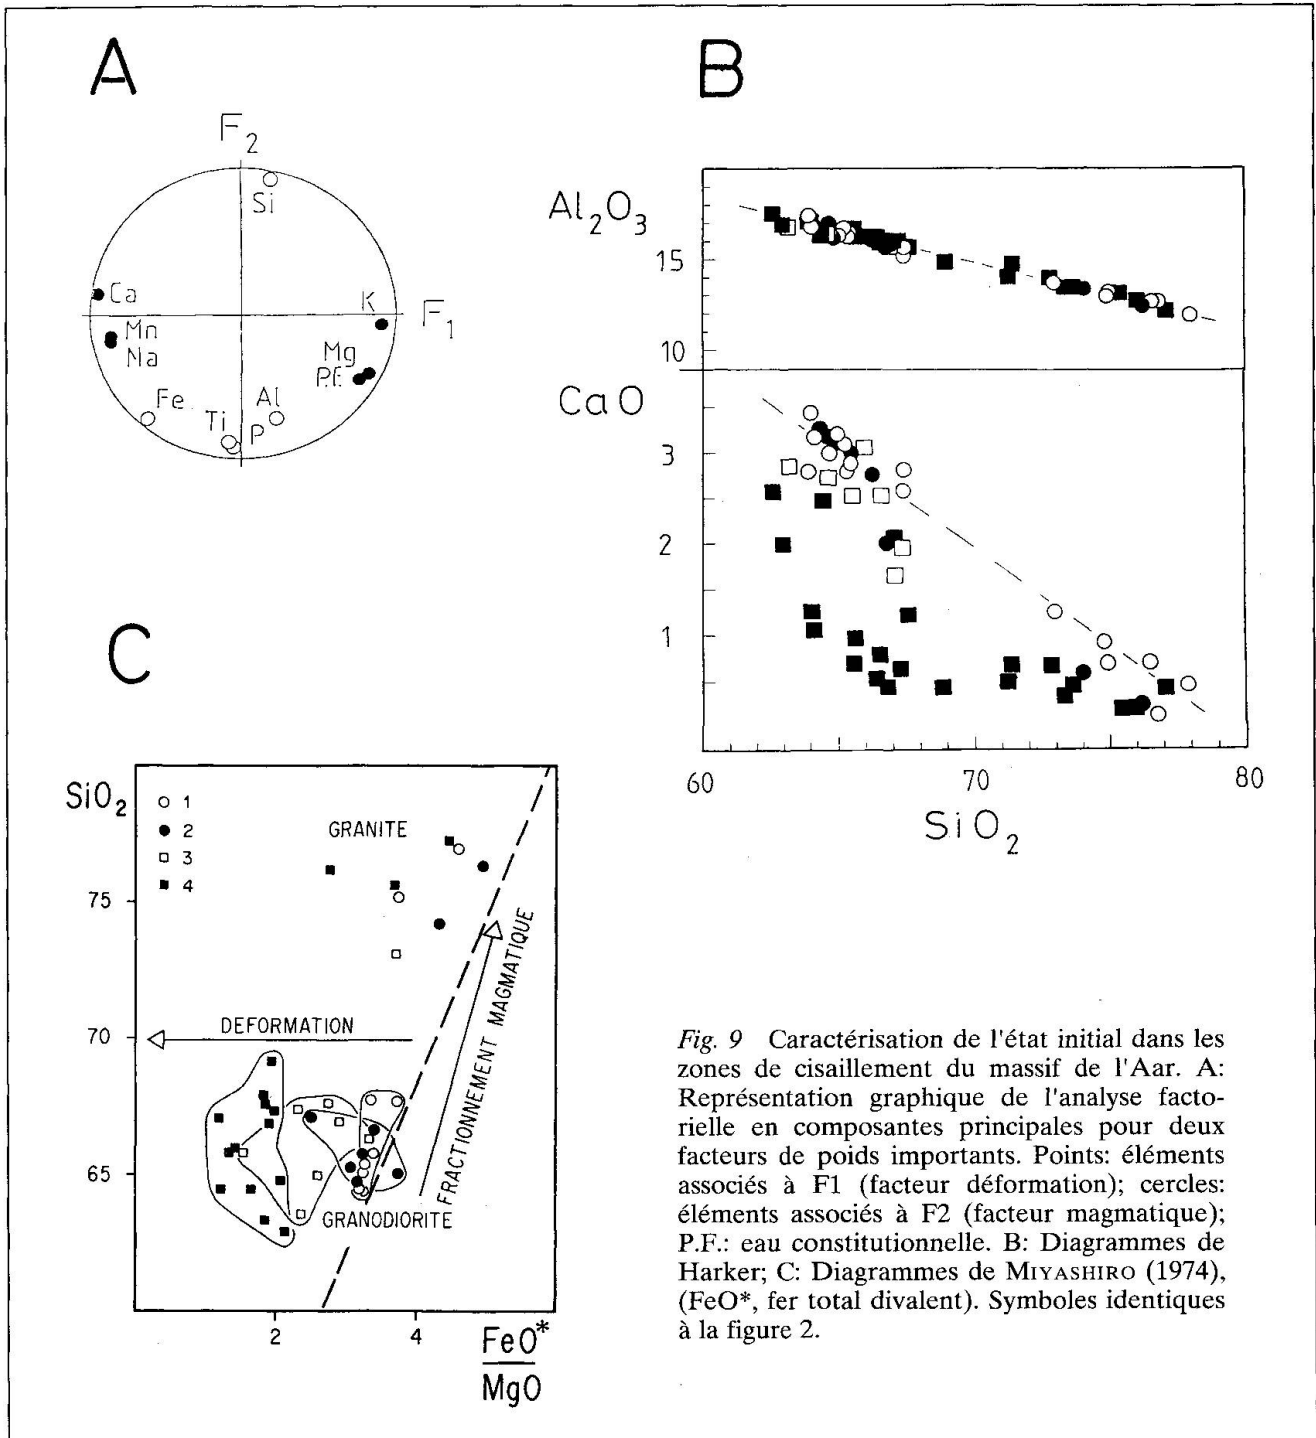 A
F2
Si
Ca
K
F1
Mn
Na
Mg
P.F.
Fe
Ti
Al
P
B
Al2O3
15
10
CaO
3
2
1
60
70
80
SiO2
C
SiO2
1
2
3
4
GRANITE
75
70
65
DEFORMATION
FRACTIONNEMENT MAGMATIQUE
GRANODIORITE
2
4
FeO*
MgO
Fig. 9 Caractérisation de l'état initial dans les
zones de cisaillement du massif de l'Aar. A:
Représentation graphique de l'analyse facto-
rielle en composantes principales pour deux
facteurs de poids importants. Points: éléments
associés à F1 (facteur déformation); cercles:
éléments associés à F2 (facteur magmatique);
P.F.: eau constitutionnelle. B: Diagrammes de
Harker; C: Diagrammes de MIYASHIRO (1974),
(FeO*, fer total divalent). Symboles identiques
à la figure 2.